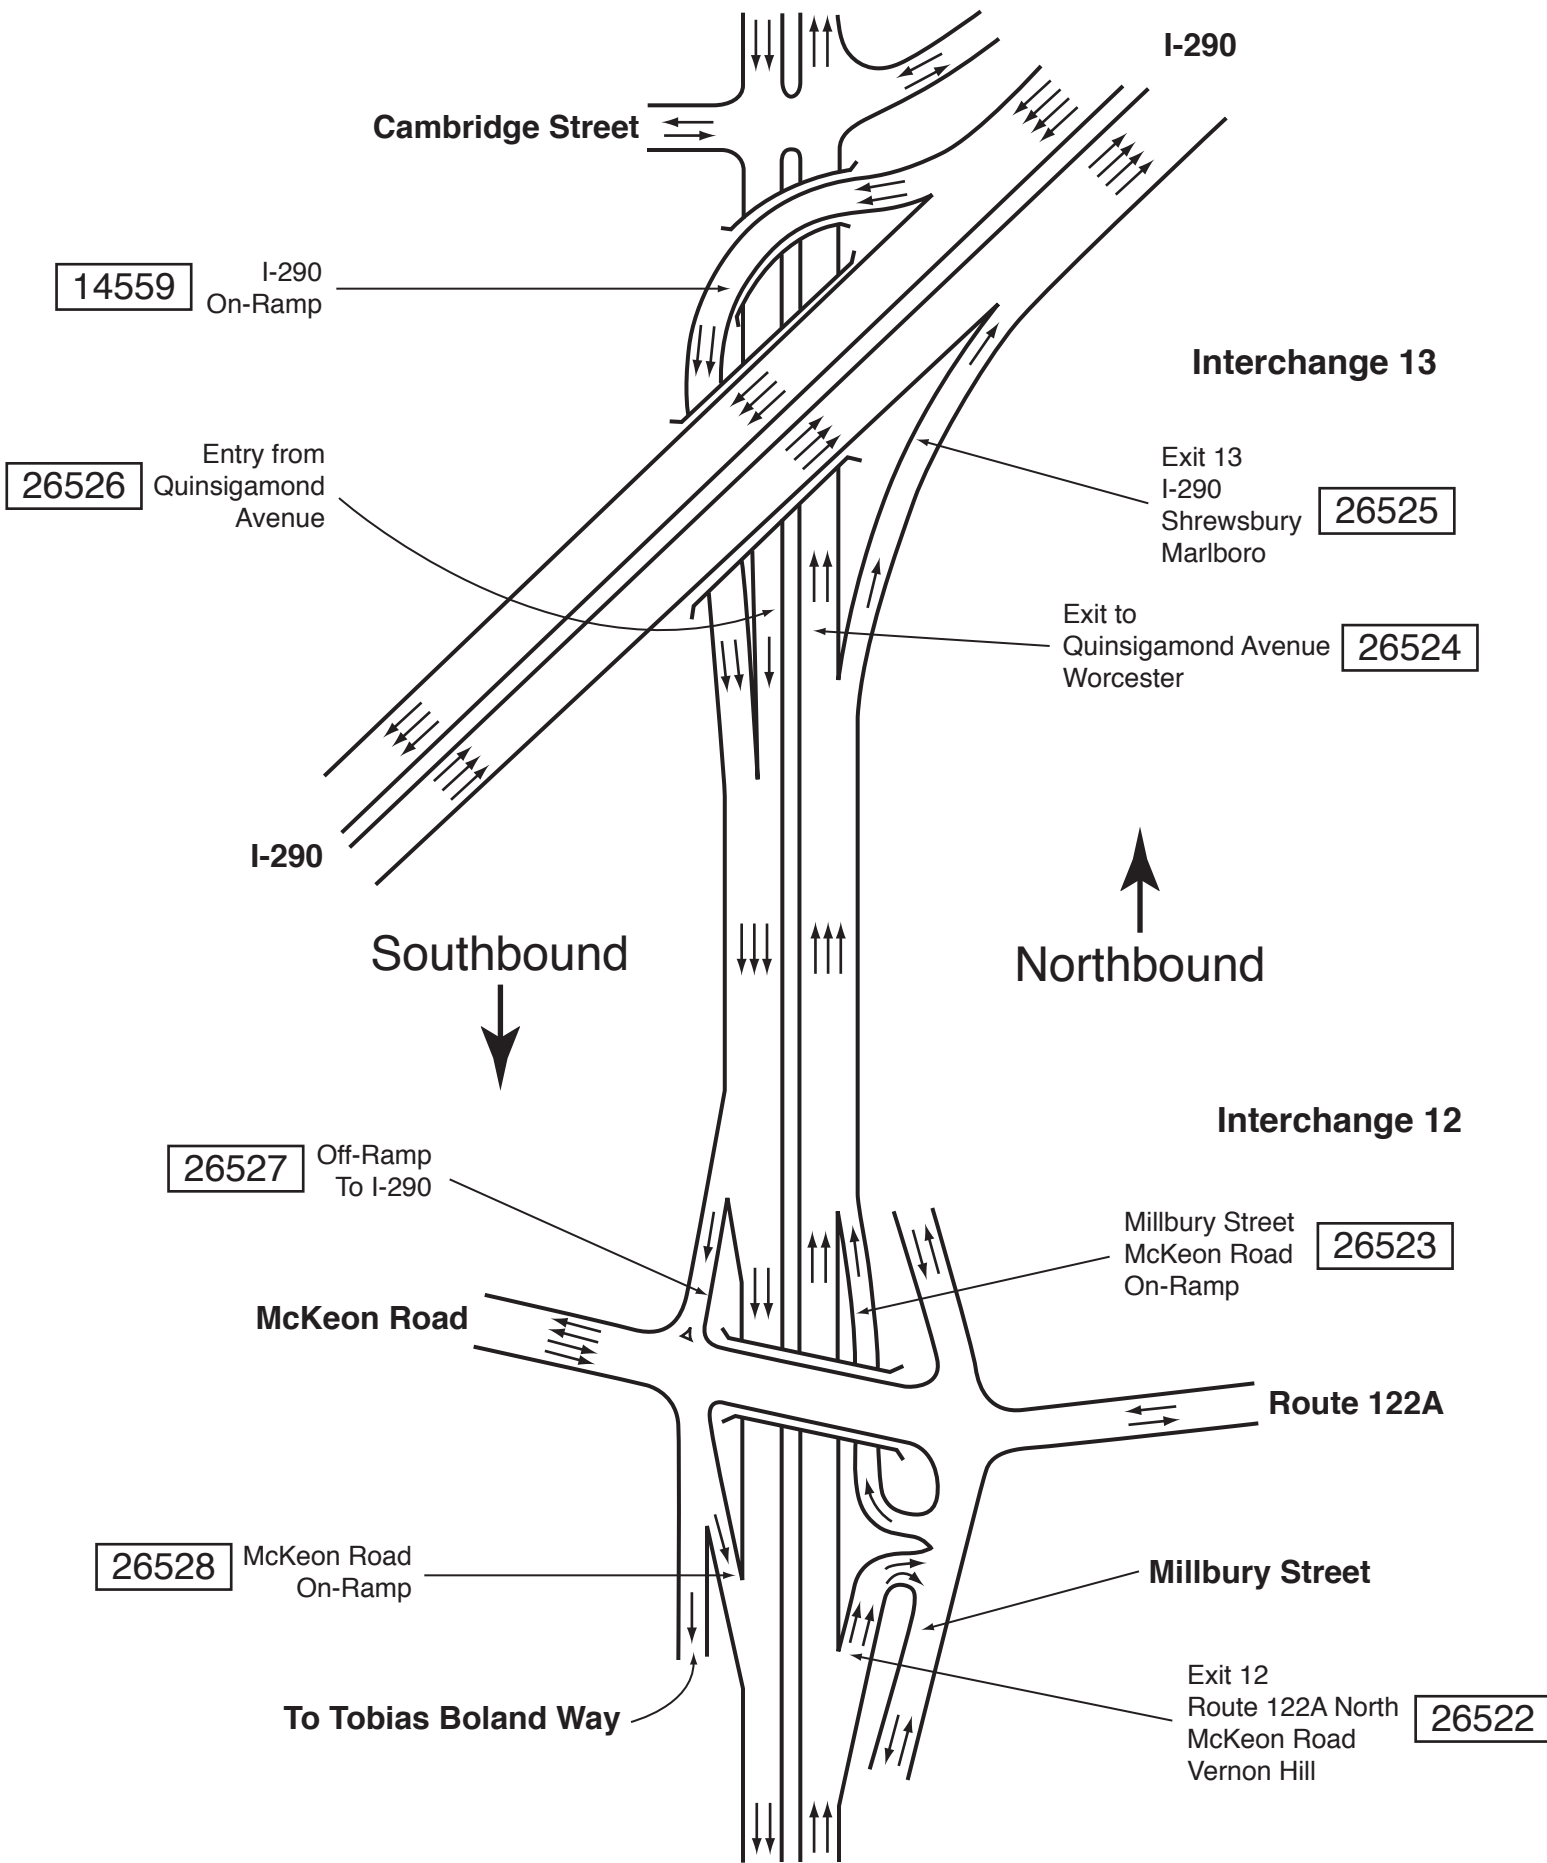 I-290
Cambridge Street
14559
I-290
On-Ramp
Interchange 13
26526
Entry from
Quinsigamond
Avenue
Exit 13
I-290
Shrewsbury
Marlboro
26525
Exit to
Quinsigamond Avenue
Worcester
26524
I-290
Southbound
Northbound
Interchange 12
26527
Off-Ramp
To I-290
Millbury Street
McKeon Road
On-Ramp
26523
McKeon Road
Route 122A
26528
McKeon Road
On-Ramp
Millbury Street
To Tobias Boland Way
Exit 12
Route 122A North
McKeon Road
Vernon Hill
26522